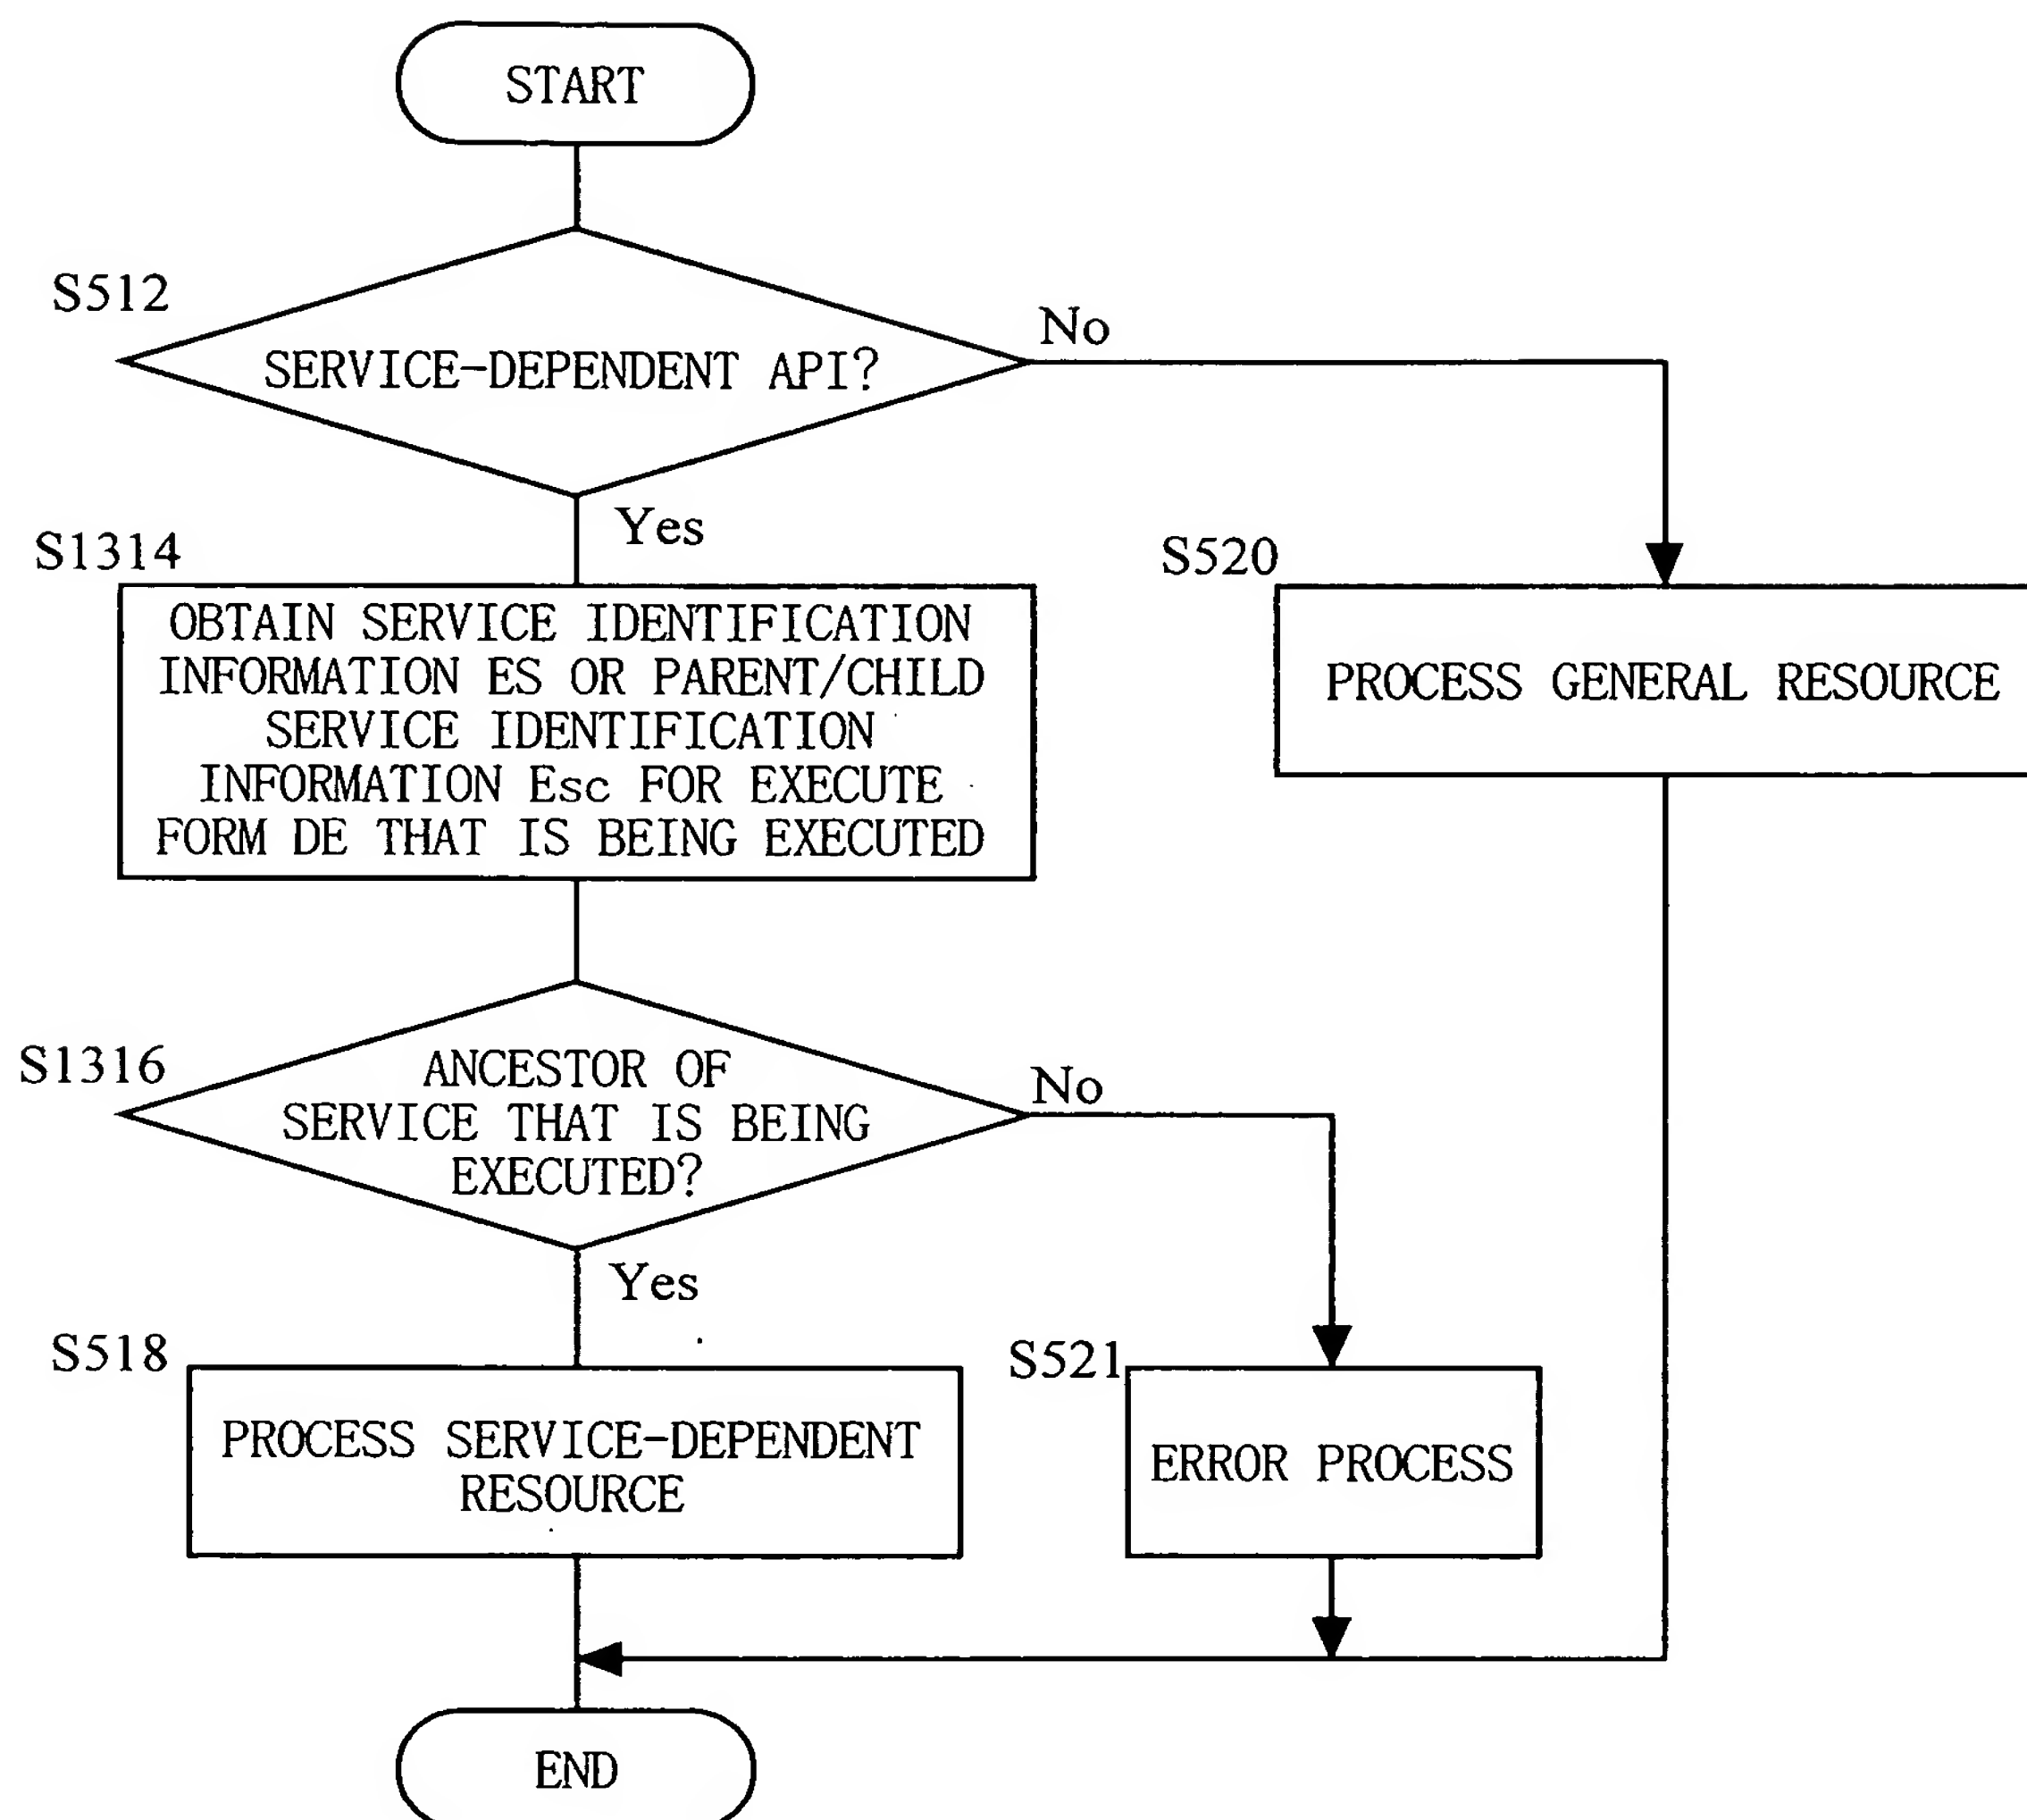 START
S512
SERVICE-DEPENDENT API?
No
Yes
S1314
OBTAIN SERVICE IDENTIFICATION
INFORMATION ES OR PARENT/CHILD
SERVICE IDENTIFICATION
INFORMATION Esc FOR EXECUTE
FORM DE THAT IS BEING EXECUTED
S520
PROCESS GENERAL RESOURCE
S1316
ANCESTOR OF
SERVICE THAT IS BEING
EXECUTED?
No
Yes
S518
PROCESS SERVICE-DEPENDENT
RESOURCE
S521
ERROR PROCESS
END